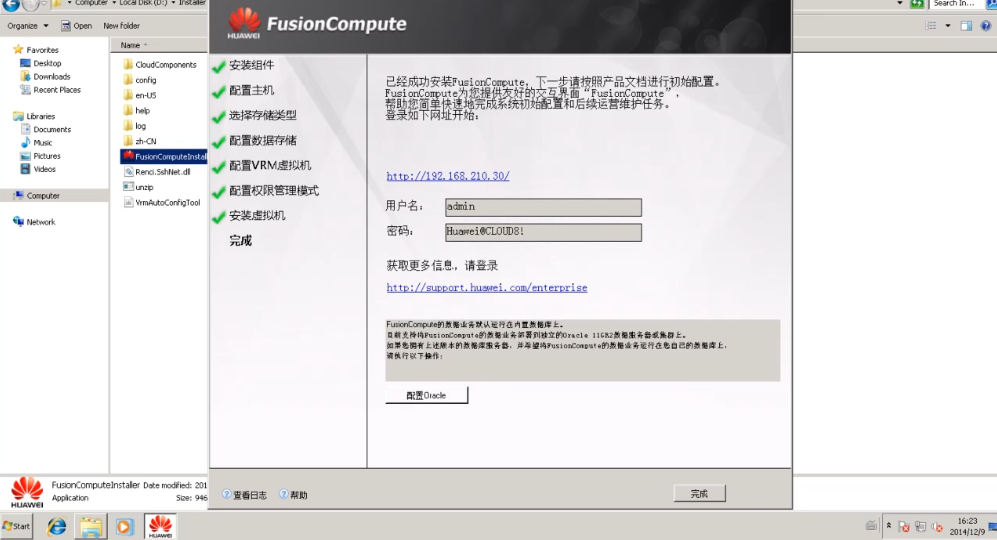 Computer ▸ Local Disk (D:) ▸ Installer
Search In...
Organize
Open
New folder
Favorites
Desktop
Downloads
Recent Places
Libraries
Documents
Music
Pictures
Videos
Computer
Network
Name
CloudComponents
config
en-US
help
log
zh-CN
FusionComputeInstall
Renci.SshNet.dll
unzip
VrmAutoConfigTool
HUAWEI
FusionCompute
安装组件
配置主机
选择存储类型
配置数据存储
配置VRM虚拟机
配置权限管理模式
安装虚拟机
完成
已经成功安装FusionCompute，下一步请按照产品文档进行初始配置。
FusionCompute为您提供友好的交互界面“FusionCompute”，
帮助您简单快速地完成系统初始配置和后续运营维护任务。
登录如下网址开始：
http://192.168.210.30/
用户名： admin
密码： Huawei@CLOUD8!
获取更多信息，请登录
http://support.huawei.com/enterprise
FusionCompute的数据业务默认运行在内置数据库上。
目前支持将FusionCompute的数据业务部署到独立的Oracle 11GR2数据服务器或集群上。
如果您拥有上述版本的数据库服务器，并希望将FusionCompute的数据业务运行在您自己的数据库上，
请执行以下操作：
配置Oracle
查看日志
帮助
完成
HUAWEI
FusionComputeInstaller Date modified: 201
Application Size: 946
Start
HUAWEI
16:23
2014/12/9